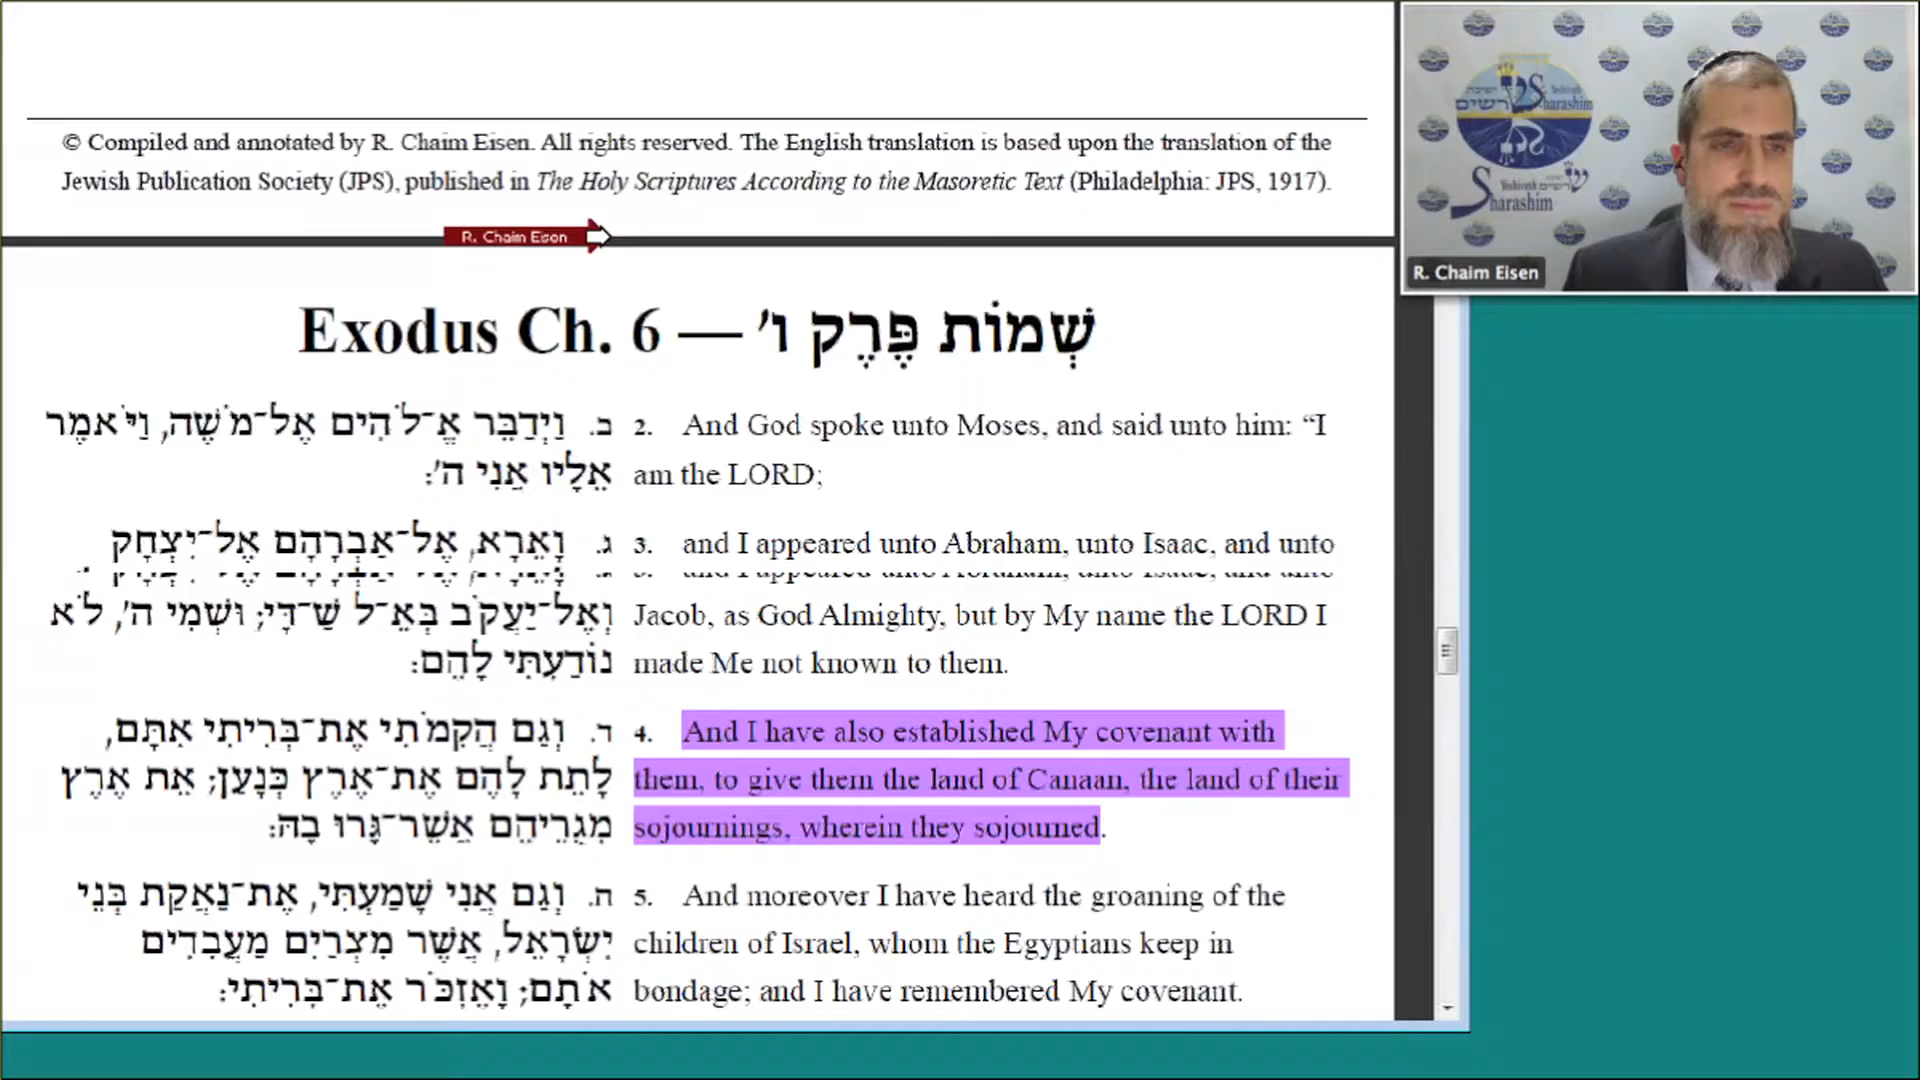 © Compiled and annotated by R. Chaim Eisen. All rights reserved. The English translation is based upon the translation of the
Jewish Publication Society (JPS), published in The Holy Scriptures According to the Masoretic Text (Philadelphia: JPS, 1917).
R. Chaim Eisen
Exodus Ch. 6 — שְׁמוֹת פֶּרֶק ו׳
ב. וַיְדַבֵּר אֱ־לֹהִים אֶל־מֹשֶׁה, וַיֹּאמֶר
אֵלָיו אֲנִי ה׳:
2. And God spoke unto Moses, and said unto him: “I
am the LORD;
ג. וָאֵרָא, אֶל־אַבְרָהָם אֶל־יִצְחָק
וְאֶל־יַעֲקֹב בְּאֵ־ל שַׁ־דָּי; וּשְׁמִי ה׳, לֹא
נוֹדַעְתִּי לָהֶם:
3. and I appeared unto Abraham, unto Isaac, and unto
Jacob, as God Almighty, but by My name the LORD I
made Me not known to them.
ד. וְגַם הֲקִמֹתִי אֶת־בְּרִיתִי אִתָּם,
לָתֵת לָהֶם אֶת־אֶרֶץ כְּנָעַן; אֵת אֶרֶץ
מְגֻרֵיהֶם אֲשֶׁר־גָּרוּ בָהּ:
4. And I have also established My covenant with
them, to give them the land of Canaan, the land of their
sojournings, wherein they sojourned.
ה. וְגַם אֲנִי שָׁמַעְתִּי, אֶת־נַאֲקַת בְּנֵי
יִשְׂרָאֵל, אֲשֶׁר מִצְרַיִם מַעֲבִדִים
אֹתָם; וָאֶזְכֹּר אֶת־בְּרִיתִי:
5. And moreover I have heard the groaning of the
children of Israel, whom the Egyptians keep in
bondage; and I have remembered My covenant.
ישיבת
שרשים
Yeshivath
Sharashim
Yeshivath שרשים
Sharashim
R. Chaim Eisen